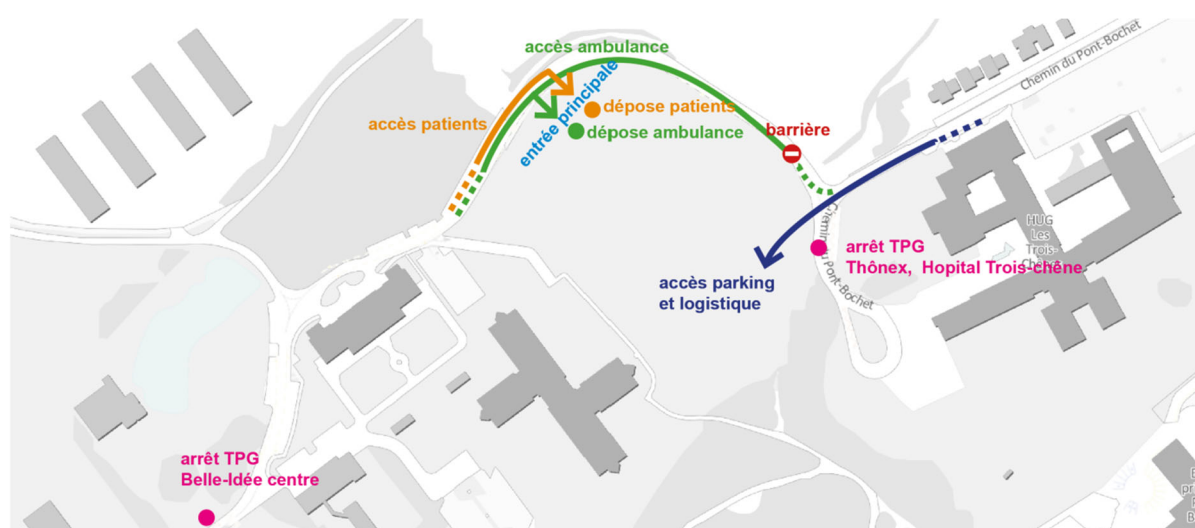 accès ambulance
Chemin du Pont-Bochet
entrée principale
dépose patients
accès patients
dépose ambulance
barrière
HUG
Les
Trois-
Chemin du Pont-Bochet
arrêt TPG
Thônex, Hopital Trois-chêne
accès parking
et logistique
arrêt TPG
Belle-Idée centre